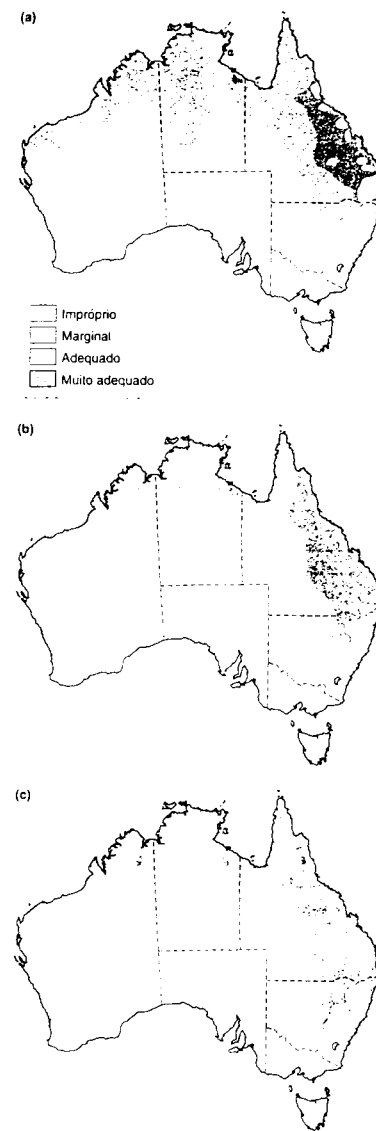 (a)
Impróprio
Marginal
Adequado
Muito adequado
(b)
(c)